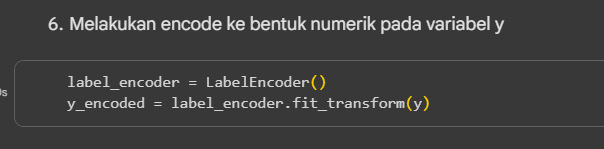 6. Melakukan encode ke bentuk numerik pada variabel y
label_encoder = LabelEncoder()
y_encoded = label_encoder.fit_transform(y)